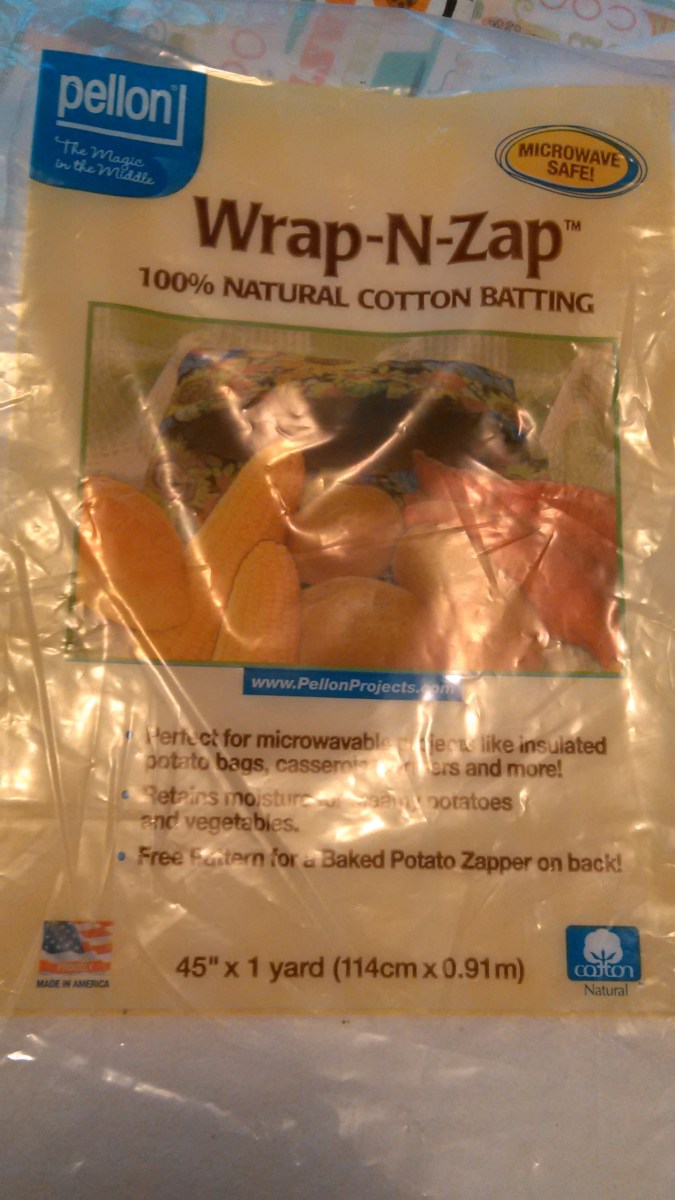 pellon®
The Magic
in the Middle
MICROWAVE
SAFE!
Wrap-N-Zap™
100% NATURAL COTTON BATTING
www.PellonProjects.com
• Perfect for microwavable projects like insulated
potato bags, casserole ers and more!
• Retains moisture potatoes
and vegetables.
• Free Pattern for a Baked Potato Zapper on back!
MADE IN AMERICA
45" x 1 yard (114cm x 0.91m)
cotton
Natural